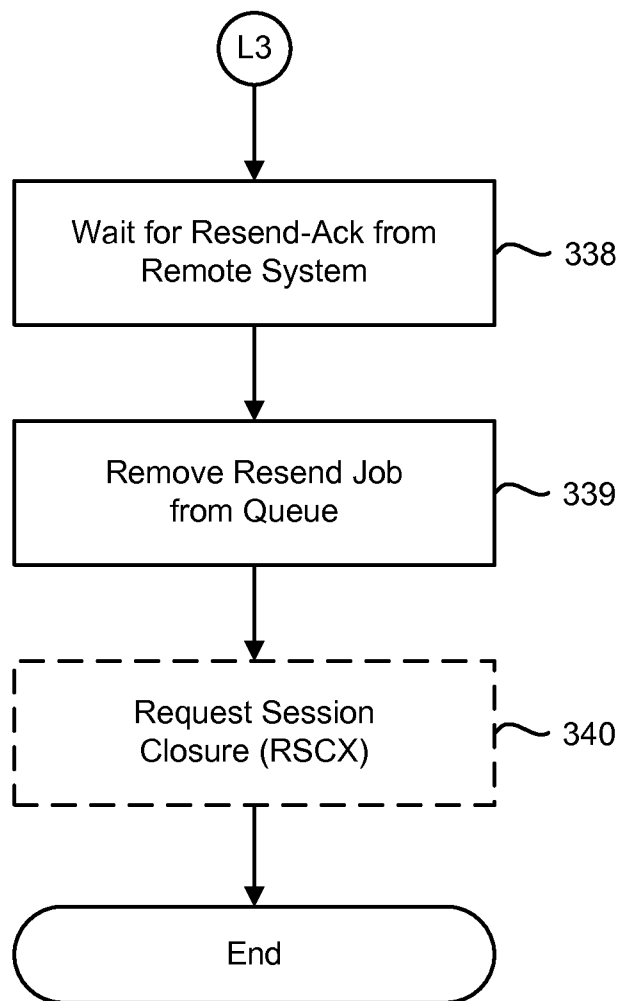 L3
Wait for Resend-Ack from
Remote System
338
Remove Resend Job
from Queue
339
Request Session
Closure (RSCX)
340
End